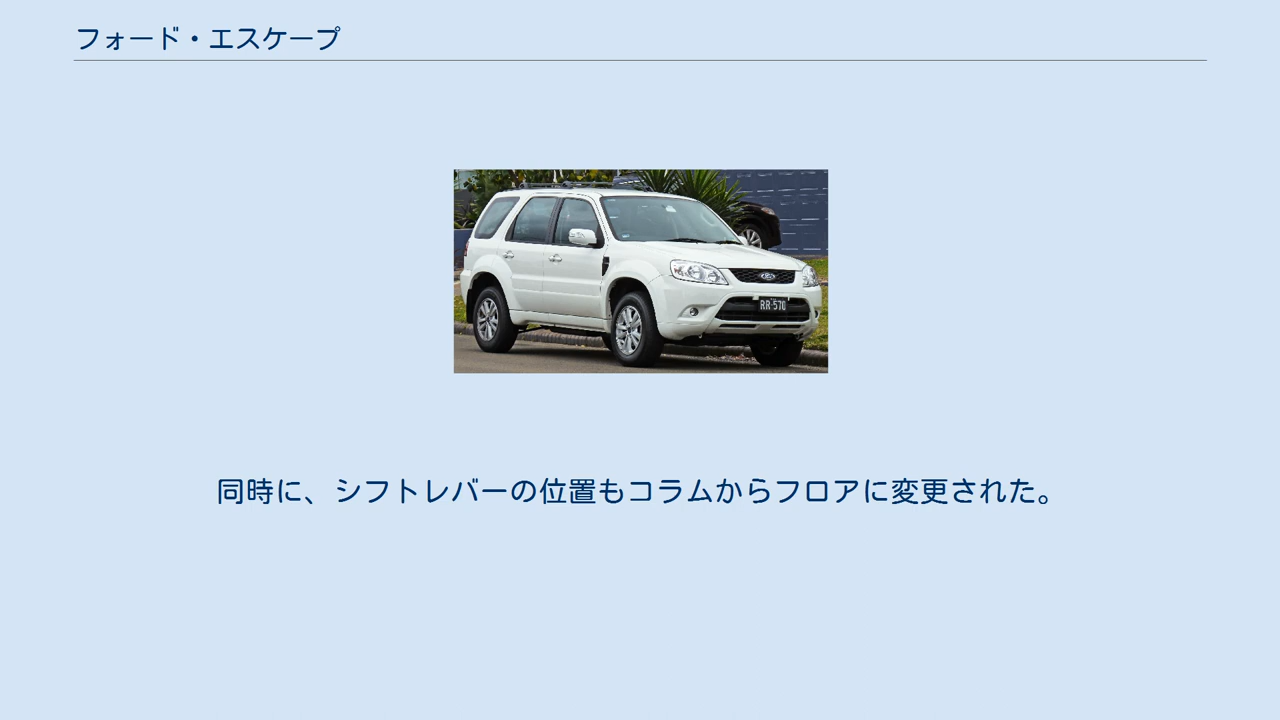 フォード・エスケープ
RR·570
同時に、シフトレバーの位置もコラムからフロアに変更された。